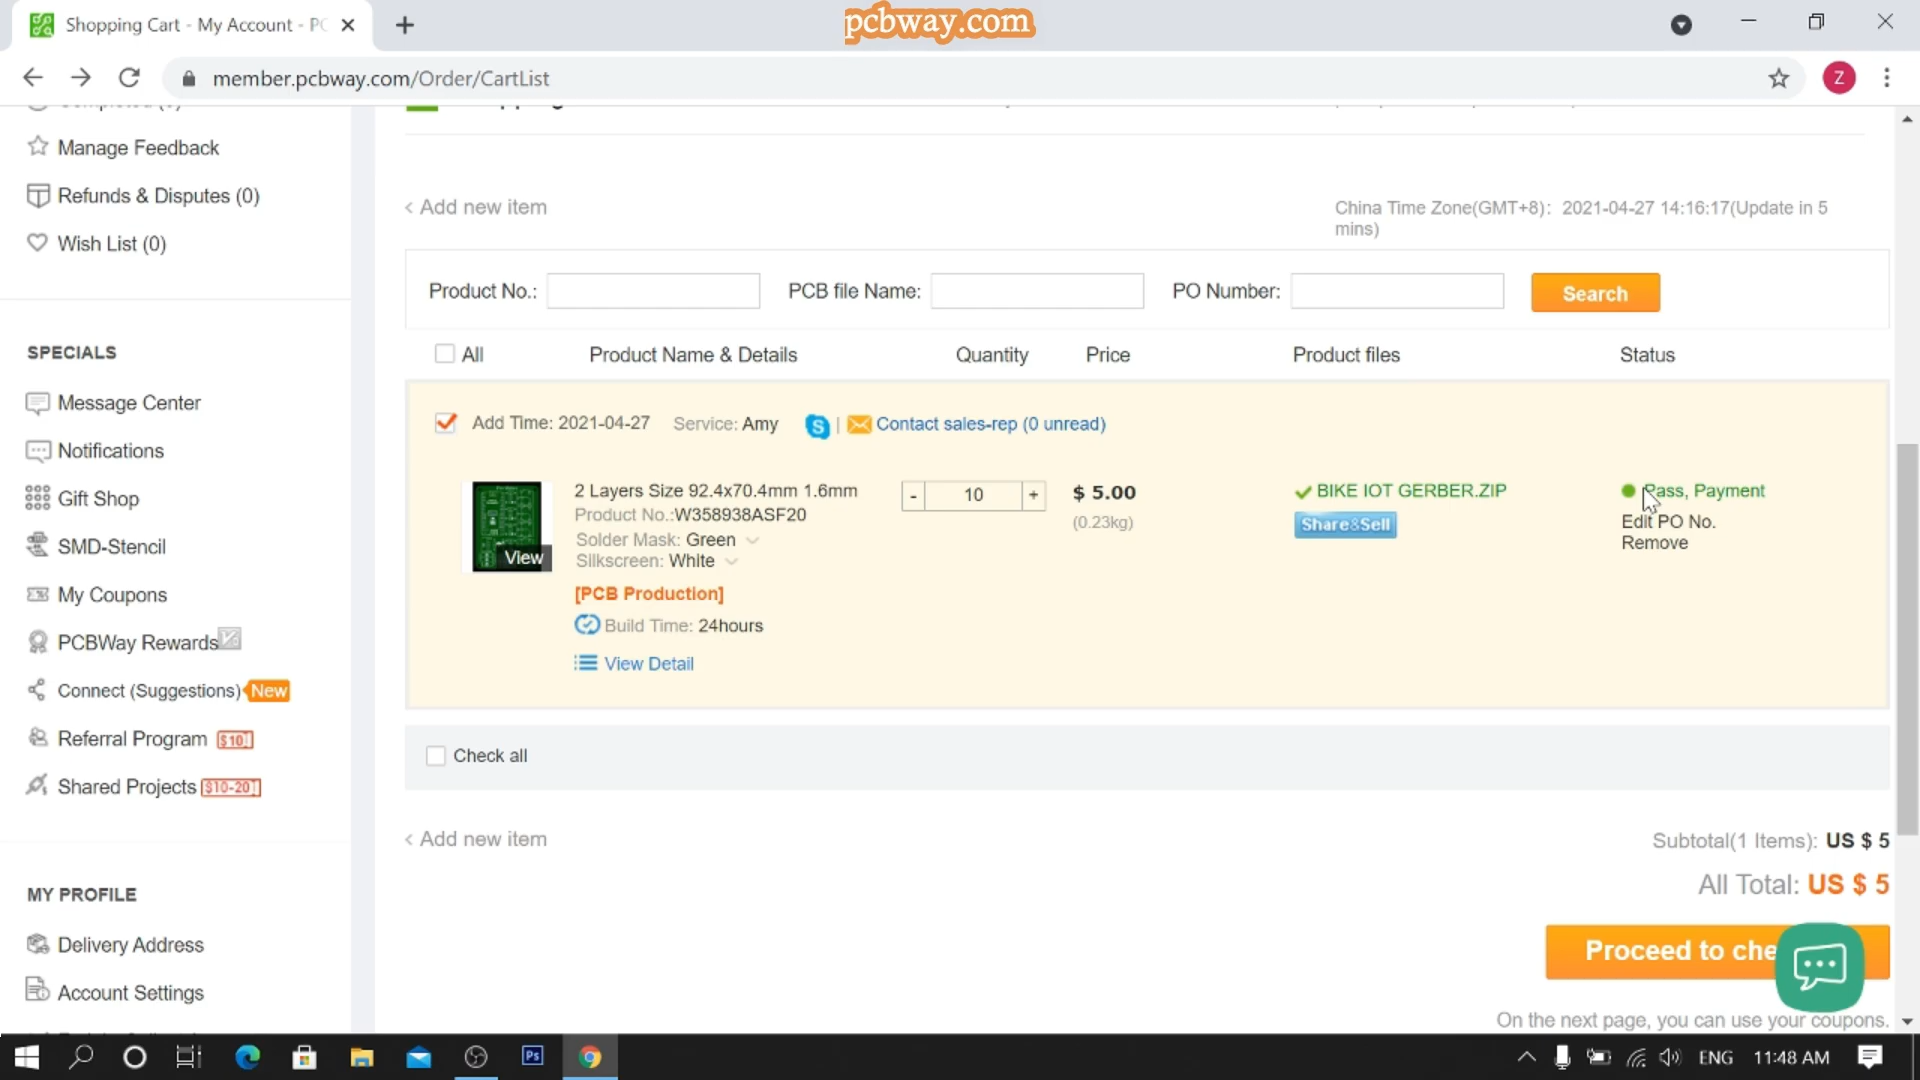 Shopping Cart - My Account - PC
pcbway.com
member.pcbway.com/Order/CartList
Z
Manage Feedback
Refunds & Disputes (0)
Wish List (0)
SPECIALS
Message Center
Notifications
Gift Shop
SMD-Stencil
My Coupons
PCBWay Rewards
Connect (Suggestions) New
Referral Program $10
Shared Projects $10-20
MY PROFILE
Delivery Address
Account Settings
< Add new item
China Time Zone(GMT+8): 2021-04-27 14:16:17(Update in 5
mins)
Product No.: PCB file Name: PO Number: Search
All Product Name & Details Quantity Price Product files Status
Add Time: 2021-04-27 Service: Amy | Contact sales-rep (0 unread)
2 Layers Size 92.4x70.4mm 1.6mm - 10 + $ 5.00 BIKE IOT GERBER.ZIP Pass, Payment
Product No.:W358938ASF20 (0.23kg) Share&Sell Edit PO No.
Solder Mask: Green Remove
View Silkscreen: White
[PCB Production]
Build Time: 24hours
View Detail
Check all
< Add new item
Subtotal(1 Items): US $ 5
All Total: US $ 5
Proceed to che
On the next page, you can use your coupons.
Ps ENG 11:48 AM